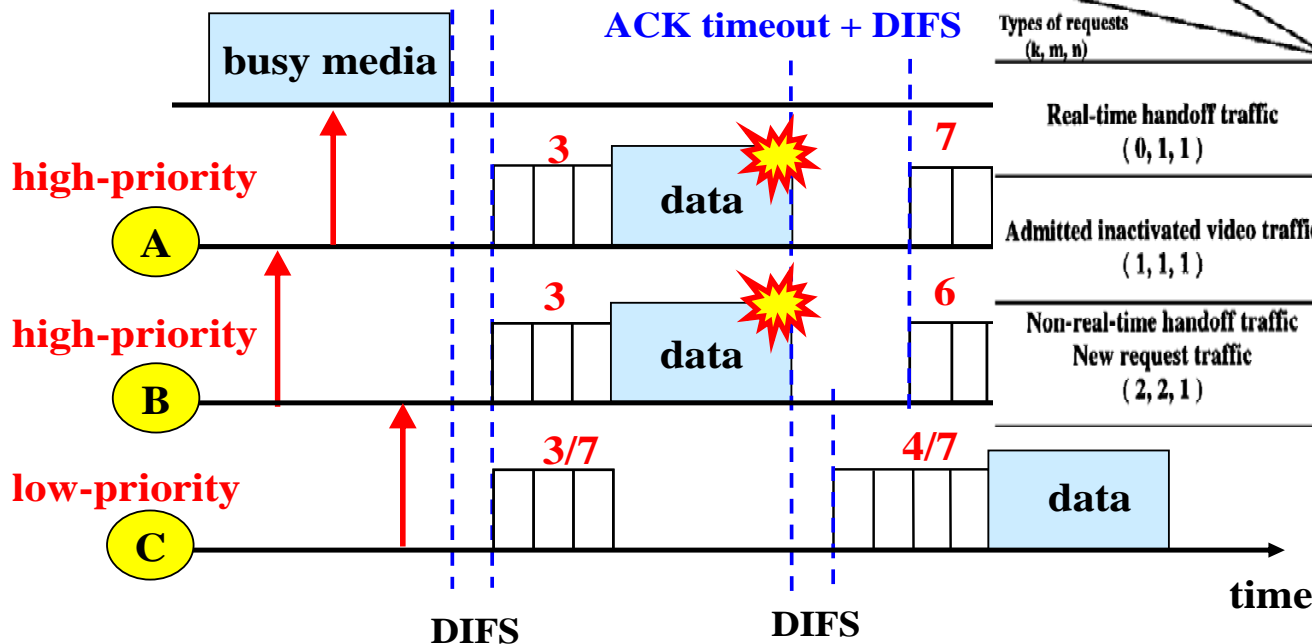 ACK timeout + DIFS
busy media
high-priority
A
3
data
7
high-priority
B
3
data
6
low-priority
C
3/7
4/7
data
time
DIFS
DIFS
Types of requests
(k, m, n)
Real-time handoff traffic
( 0, 1, 1 )
Admitted inactivated video traffic
( 1, 1, 1 )
Non-real-time handoff traffic
New request traffic
( 2, 2, 1 )